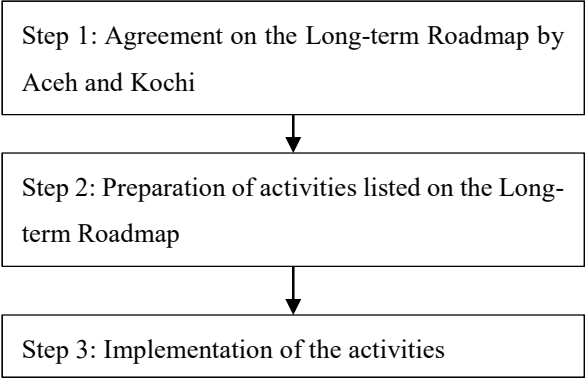 Step 1: Agreement on the Long-term Roadmap by
Aceh and Kochi
Step 2: Preparation of activities listed on the Long-
term Roadmap
Step 3: Implementation of the activities